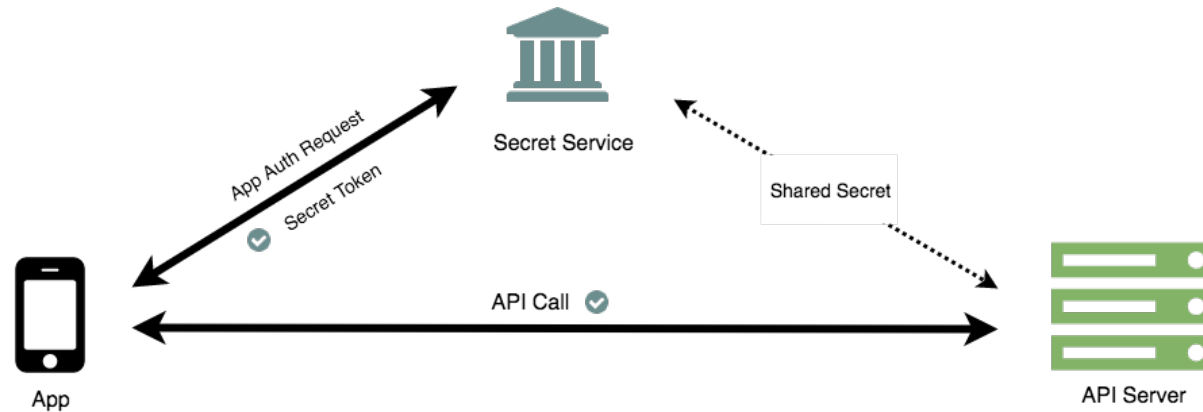 Secret Service
App Auth Request
Secret Token
Shared Secret
API Call
App
API Server